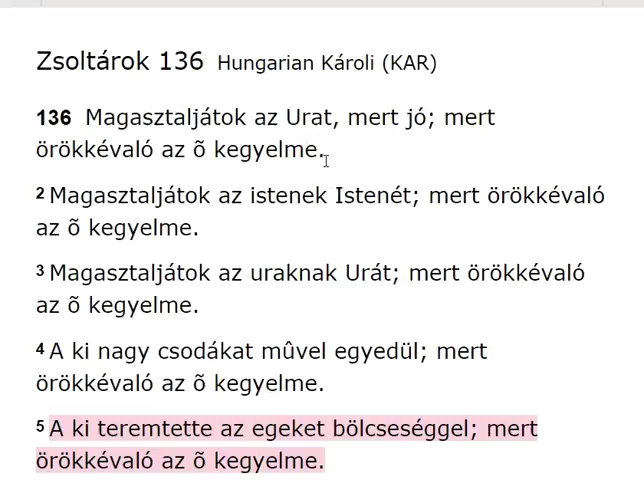 Zsoltárok 136 Hungarian Károli (KAR)
136 Magasztaljátok az Urat, mert jó; mert
örökkévaló az õ kegyelme.
2 Magasztaljátok az istenek Istenét; mert örökkévaló
az õ kegyelme.
3 Magasztaljátok az uraknak Urát; mert örökkévaló
az õ kegyelme.
4 A ki nagy csodákat mûvel egyedül; mert
örökkévaló az õ kegyelme.
5 A ki teremtette az egeket bölcseséggel; mert
örökkévaló az õ kegyelme.